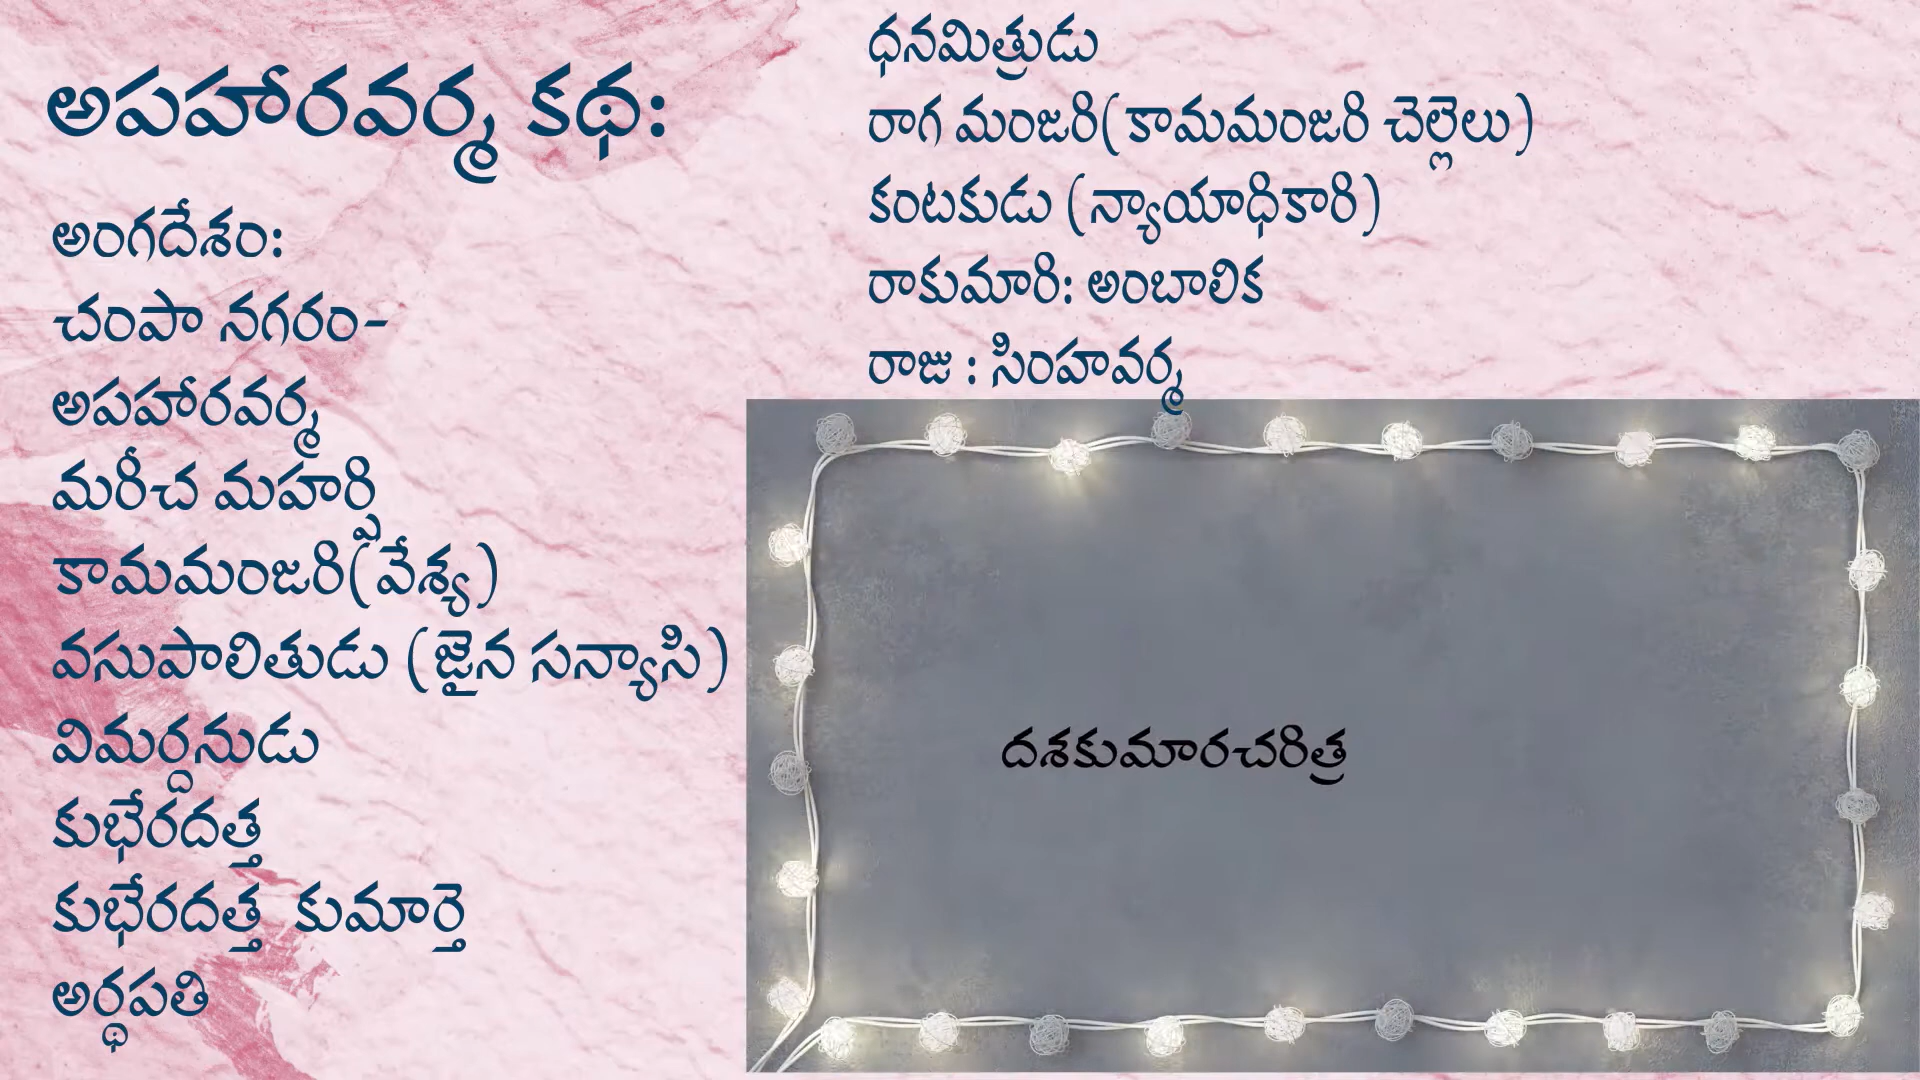 అపహారవర్మ కథ:
అంగదేశం:
చంపా నగరం-
అపహారవర్మ
మరీచ మహర్షి
కామమంజరి(వేశ్య)
వసుపాలితుడు (జైన సన్యాసి)
విమర్దనుడు
కుభేరదత్త
కుభేరదత్త కుమార్తె
అర్థపతి
ధనమిత్రుడు
రాగ మంజరి(కామమంజరి చెల్లెలు)
కంటకుడు (న్యాయాధికారి)
రాకుమారి: అంబాలిక
రాజు : సింహవర్మ
దశకుమారచరిత్ర